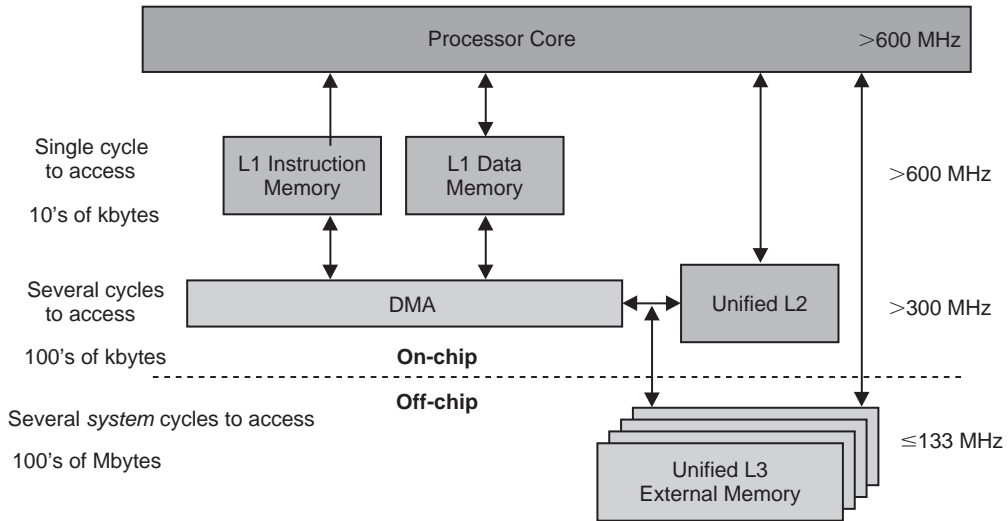 Processor Core
>600 MHz
Single cycle
to access
10's of kbytes
L1 Instruction
Memory
L1 Data
Memory
>600 MHz
Several cycles
to access
100's of kbytes
DMA
Unified L2
>300 MHz
On-chip
Off-chip
Several system cycles to access
100's of Mbytes
≤133 MHz
Unified L3
External Memory